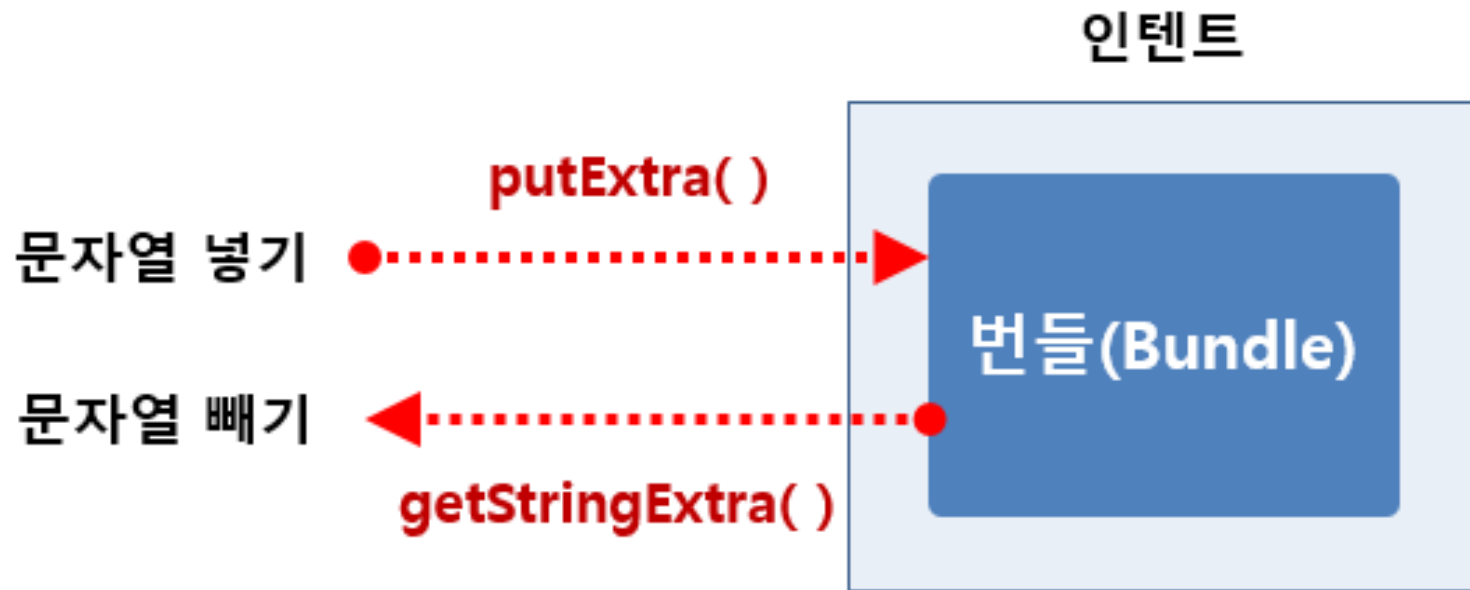 인텐트
putExtra( )
문자열 넣기
번들(Bundle)
문자열 빼기
getStringExtra( )